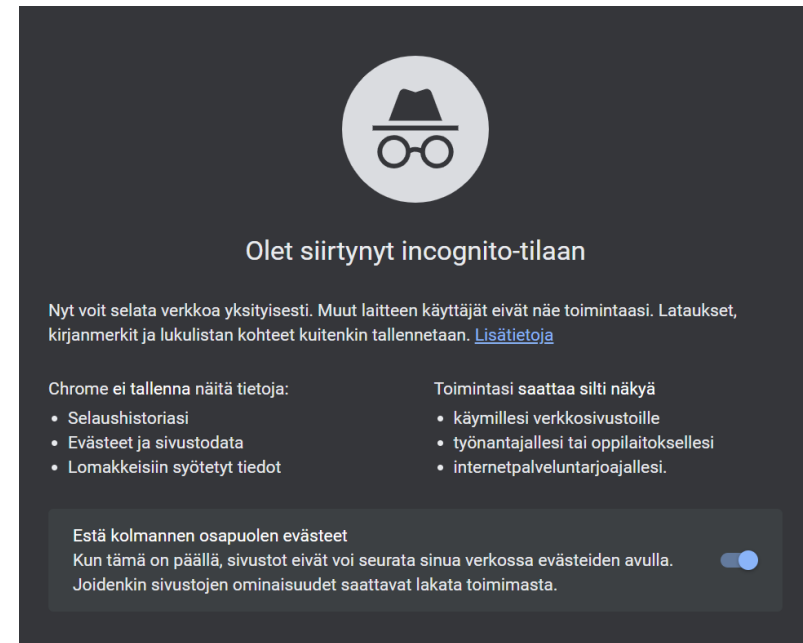 Olet siirtynyt incognito-tilaan
Nyt voit selata verkkoa yksityisesti. Muut laitteen käyttäjät eivät näe toimintaasi. Lataukset,
kirjanmerkit ja lukulistan kohteet kuitenkin tallennetaan. Lisätietoja
Chrome ei tallenna näitä tietoja:
• Selaushistoriasi
• Evästeet ja sivustodata
• Lomakkeisiin syötetyt tiedot
Toimintasi saattaa silti näkyä
• käymillesi verkkosivustoille
• työnantajallesi tai oppilaitoksellesi
• internetpalveluntarjoajallesi.
Estä kolmannen osapuolen evästeet
Kun tämä on päällä, sivustot eivät voi seurata sinua verkossa evästeiden avulla.
Joidenkin sivustojen ominaisuudet saattavat lakata toimimasta.